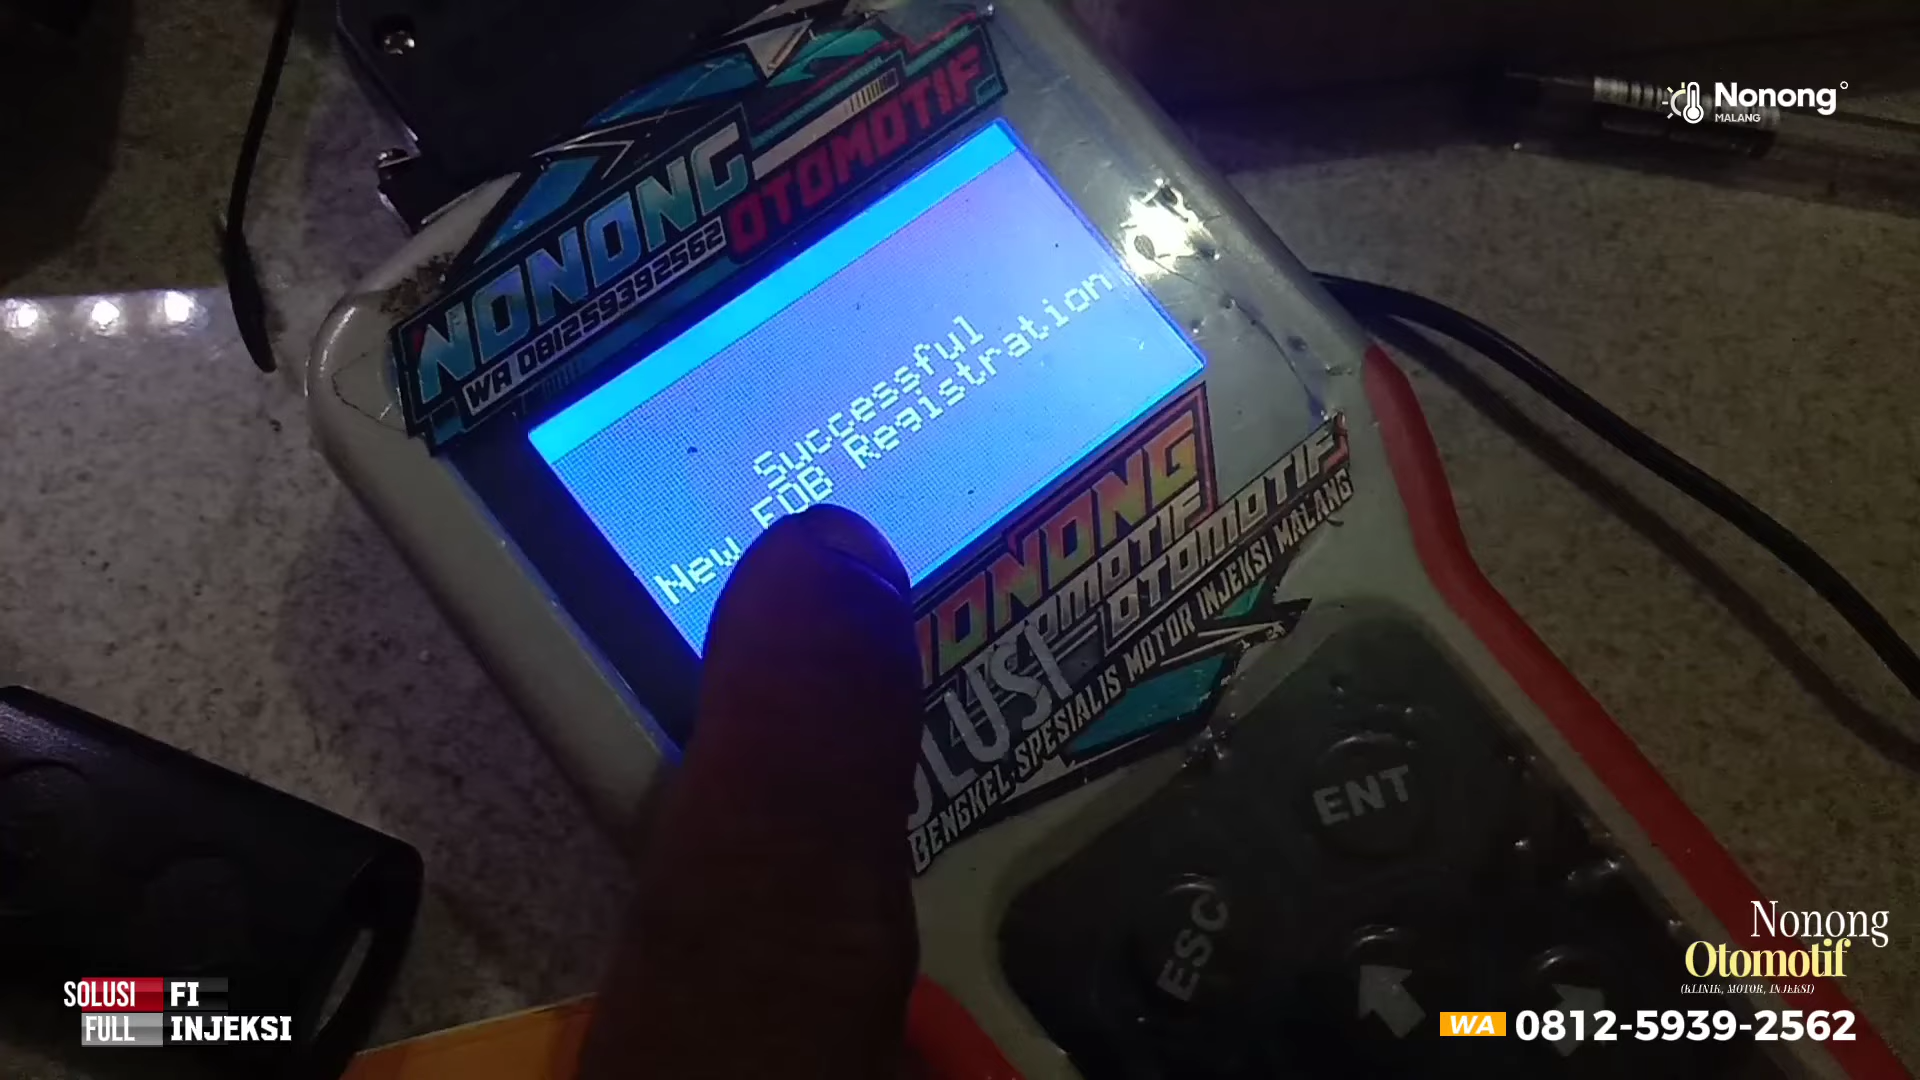 Nonong
MALANG
NONONG
OTOMOTIF
WA 081259392562
Successful
New FOB Registration
NONONG
OTOMOTIF
OTOMOTIF
BENGKEL SPESIALIS MOTOR INJEKSI MALANG
ENT
ESC
Nonong
Otomotif
(KLINIK, MOTOR, INJEKSI)
SOLUSI FI
FULL INJEKSI
WA 0812-5939-2562